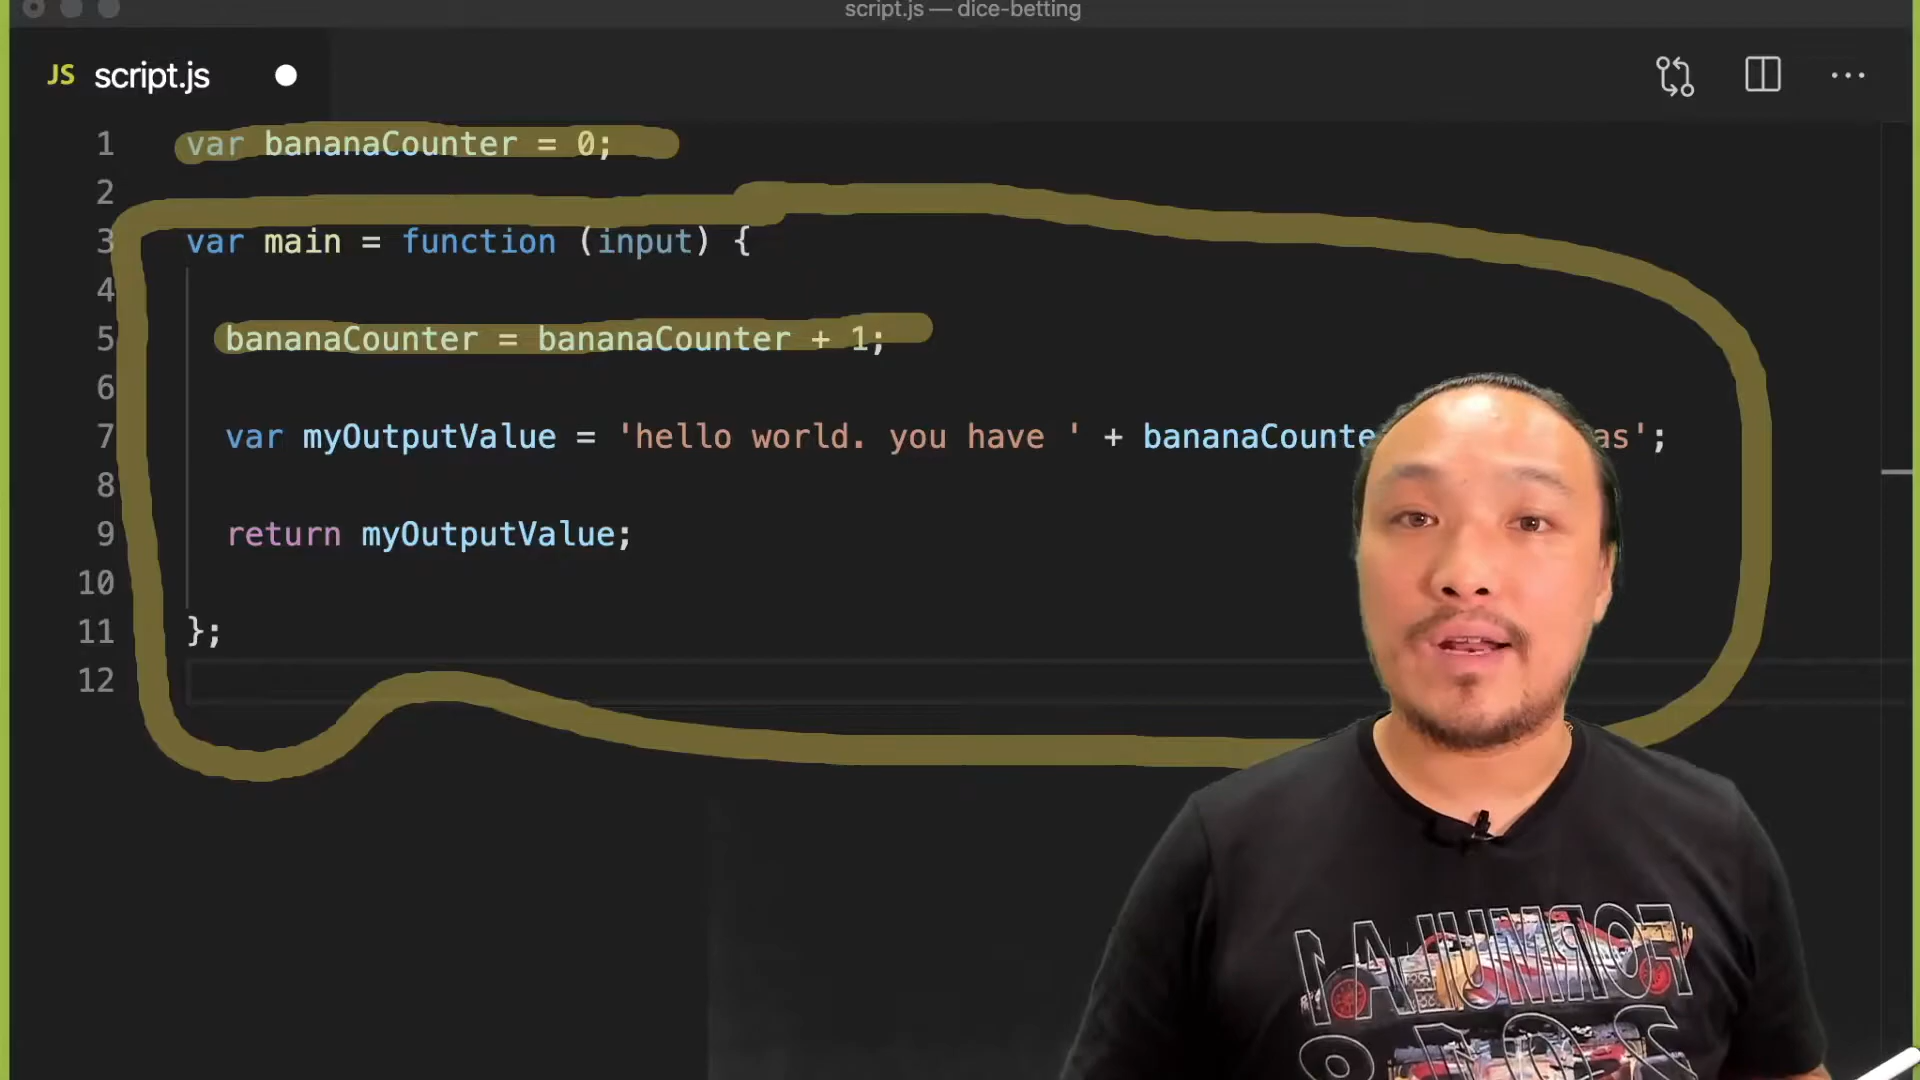 script.js — dice-betting
JS script.js
1 var bananaCounter = 0;
2
3 var main = function (input) {
4
5 bananaCounter = bananaCounter + 1;
6
7 var myOutputValue = 'hello world. you have ' + bananaCounte as';
8
9 return myOutputValue;
10
11 };
12
FORMULA1